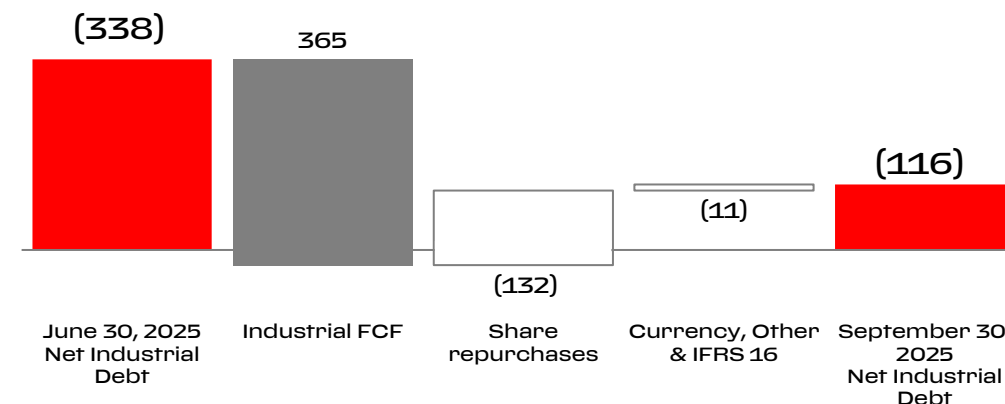 (338)
365
(132)
(11)
(116)
June 30, 2025
Net Industrial
Debt
Industrial FCF
Share
repurchases
Currency, Other
& IFRS 16
September 30
2025
Net Industrial
Debt